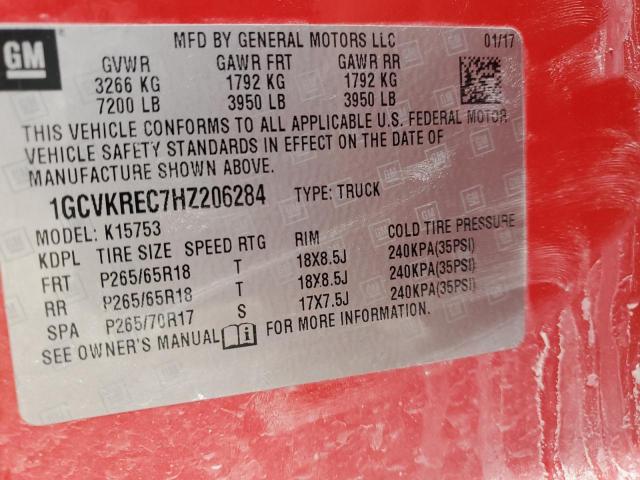 GM
MFD BY GENERAL MOTORS LLC 01/17
GVWR GAWR FRT GAWR RR
3266 KG 1792 KG 1792 KG
7200 LB 3950 LB 3950 LB
THIS VEHICLE CONFORMS TO ALL APPLICABLE U.S. FEDERAL MOTOR
VEHICLE SAFETY STANDARDS IN EFFECT ON THE DATE OF
MANUFACTURE SHOWN ABOVE.
1GCVKREC7HZ206284 TYPE: TRUCK
MODEL: K15753
KDPL TIRE SIZE SPEED RTG RIM COLD TIRE PRESSURE
FRT P265/65R18 T 18X8.5J 240KPA(35PSI)
RR P265/65R18 T 18X8.5J 240KPA(35PSI)
SPA P265/70R17 S 17X7.5J 240KPA(35PSI)
SEE OWNER'S MANUAL FOR MORE INFORMATION.